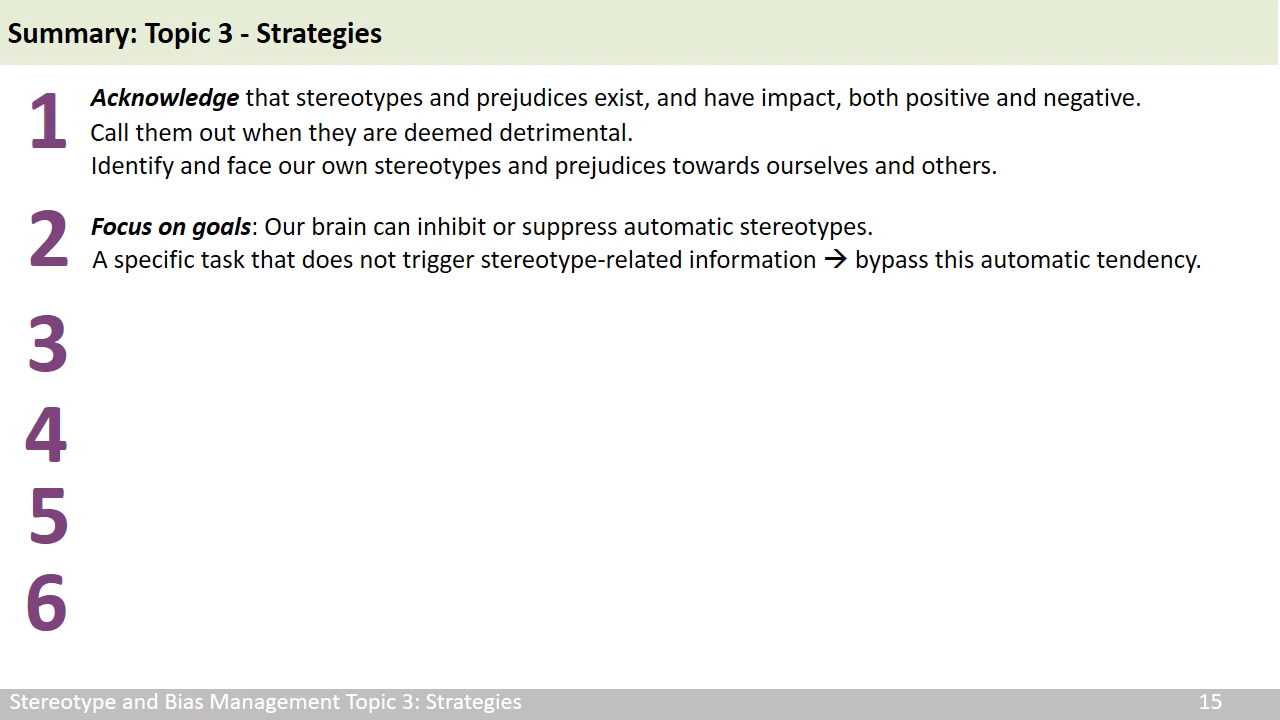 Summary: Topic 3 - Strategies
1
Acknowledge that stereotypes and prejudices exist, and have impact, both positive and negative.
Call them out when they are deemed detrimental.
Identify and face our own stereotypes and prejudices towards ourselves and others.
2
Focus on goals: Our brain can inhibit or suppress automatic stereotypes.
A specific task that does not trigger stereotype-related information → bypass this automatic tendency.
3
4
5
6
Stereotype and Bias Management Topic 3: Strategies 15